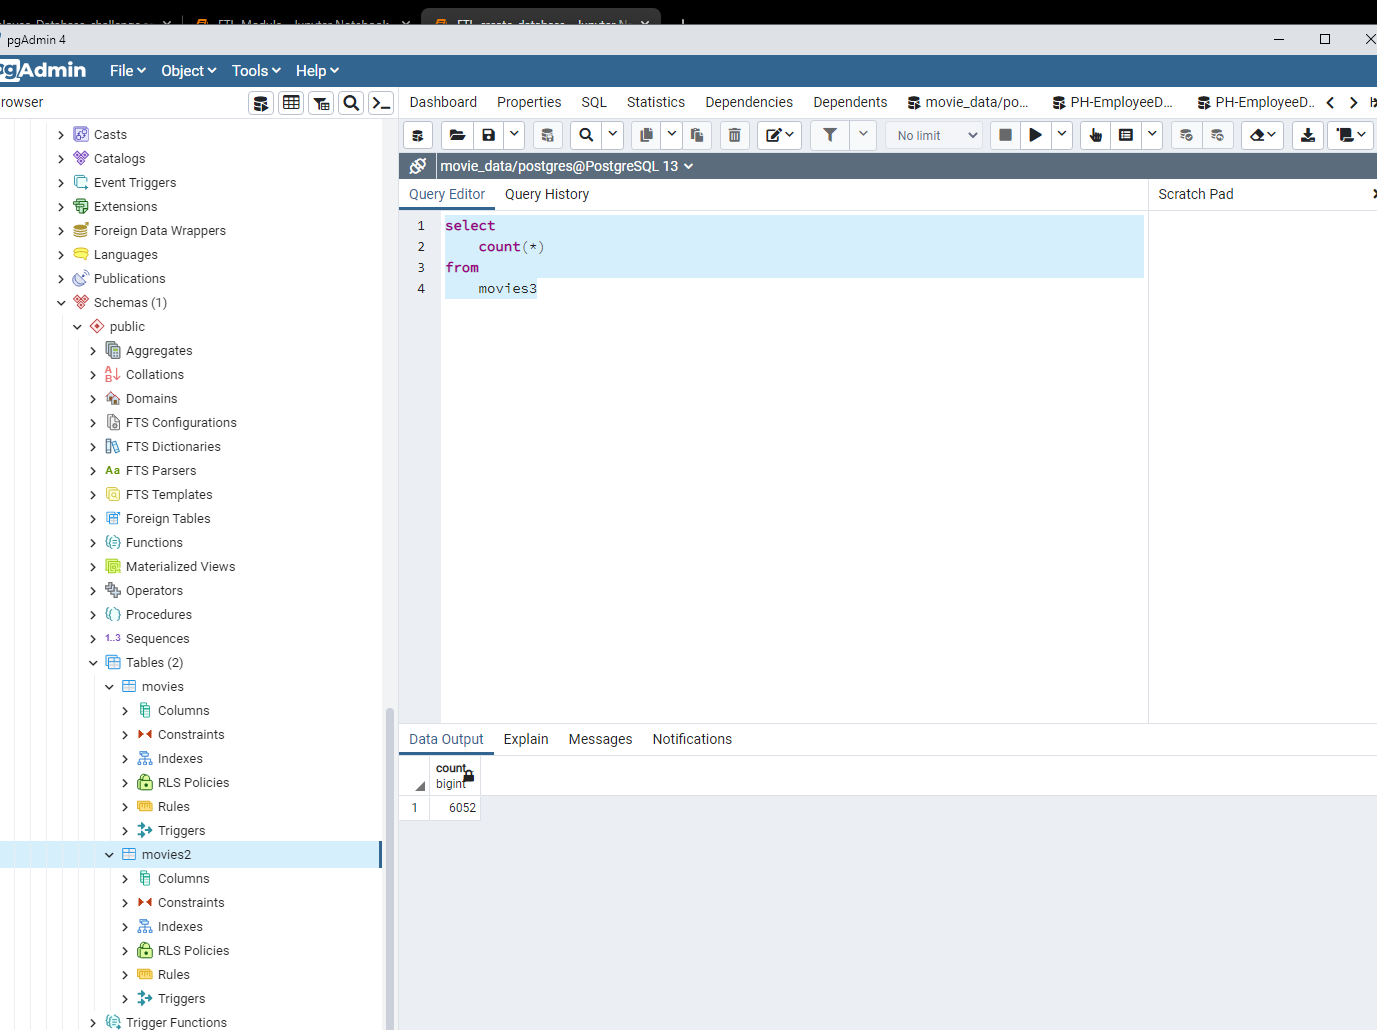 pgAdmin 4
pgAdmin
File
Object
Tools
Help
rowser
Dashboard
Properties
SQL
Statistics
Dependencies
Dependents
movie_data/po...
PH-EmployeeD...
PH-EmployeeD..
No limit
movie_data/postgres@PostgreSQL 13
Query Editor
Query History
Scratch Pad
1 select
2 count(*)
3 from
4 movies3
Casts
Catalogs
Event Triggers
Extensions
Foreign Data Wrappers
Languages
Publications
Schemas (1)
public
Aggregates
Collations
Domains
FTS Configurations
FTS Dictionaries
Aa FTS Parsers
FTS Templates
Foreign Tables
Functions
Materialized Views
Operators
Procedures
1..3 Sequences
Tables (2)
movies
Columns
Constraints
Indexes
RLS Policies
Rules
Triggers
movies2
Columns
Constraints
Indexes
RLS Policies
Rules
Triggers
Trigger Functions
Data Output
Explain
Messages
Notifications
count
bigint
1 6052